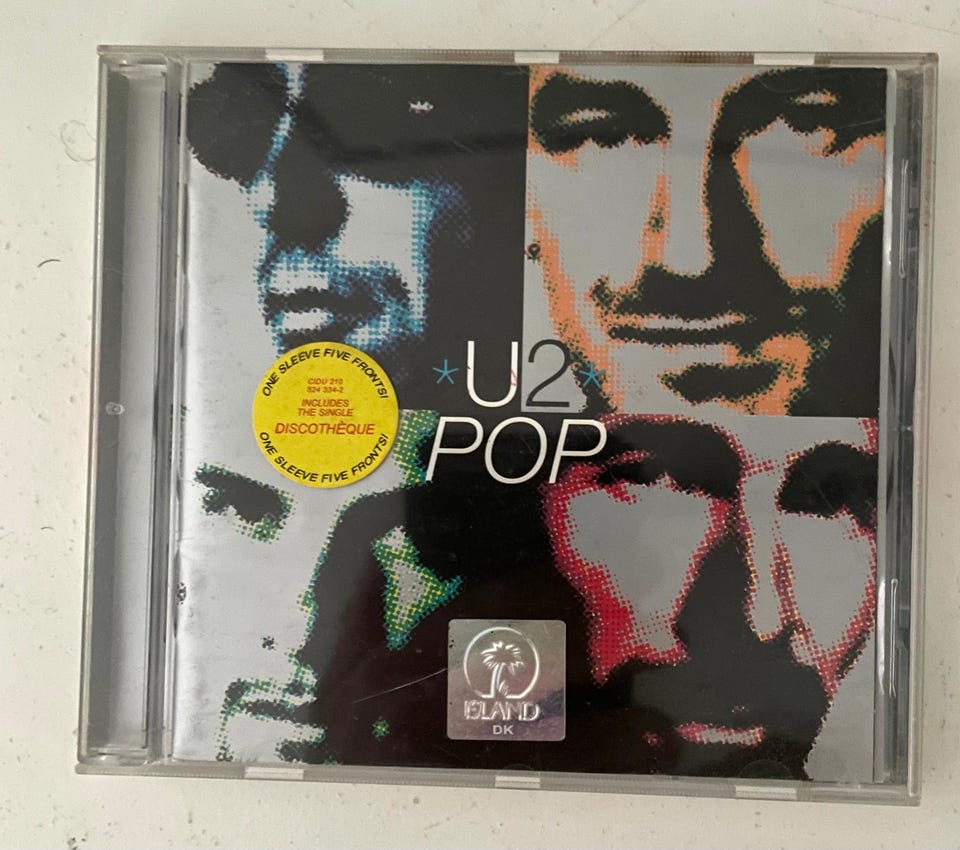 *U2*
POP
ONE SLEEVE FIVE FRONTS!
CIDU 210
524 334-2
INCLUDES
THE SINGLE
DISCOTHÈQUE
ONE SLEEVE FIVE FRONTS!
ISLAND
DK